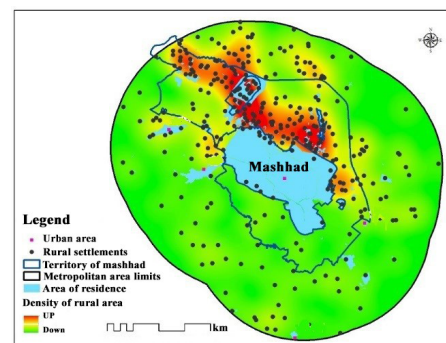 Mashhad
Legend
Urban area
Rural settlements
Territory of mashhad
Metropolitan area limits
Area of residence
Density of rural area
UP
Down
km